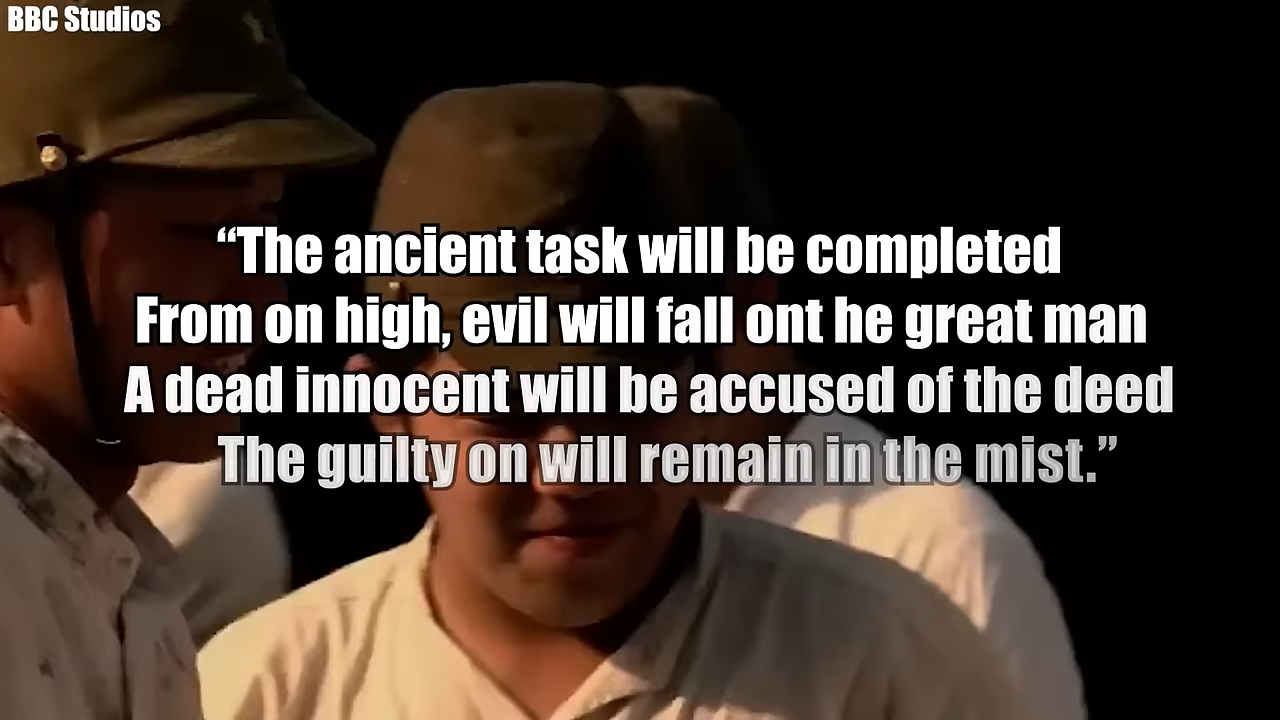 BBC Studios
“The ancient task will be completed
From on high, evil will fall ont he great man
A dead innocent will be accused of the deed
The guilty on will remain in the mist.”